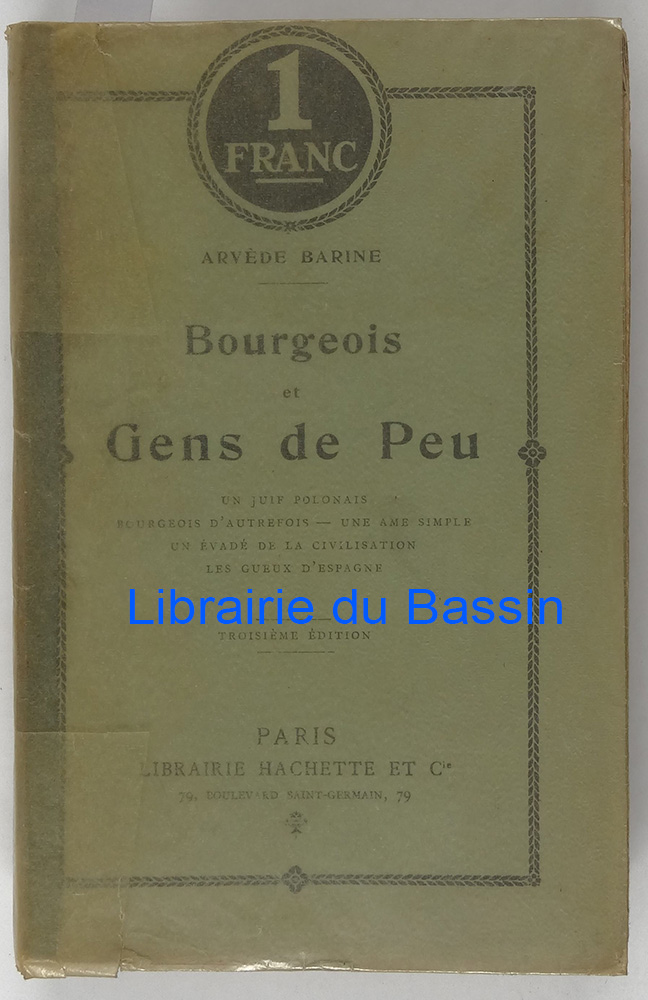 1
FRANC
ARVÈDE BARINE
Bourgeois
et
Gens de Peu
UN JUIF POLONAIS
BOURGEOIS D'AUTREFOIS — UNE AME SIMPLE
UN ÉVADÉ DE LA CIVILISATION
LES GUEUX D'ESPAGNE
Librairie du Bassin
TROISIÈME ÉDITION
PARIS
LIBRAIRIE HACHETTE ET Cie
79, BOULEVARD SAINT-GERMAIN, 79